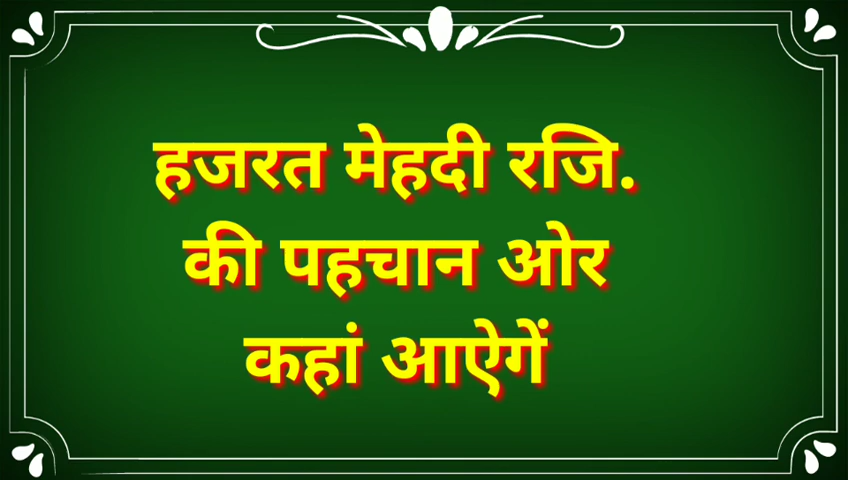 हजरत मेहदी रजि.
की पहचान ओर
कहां आऐगें